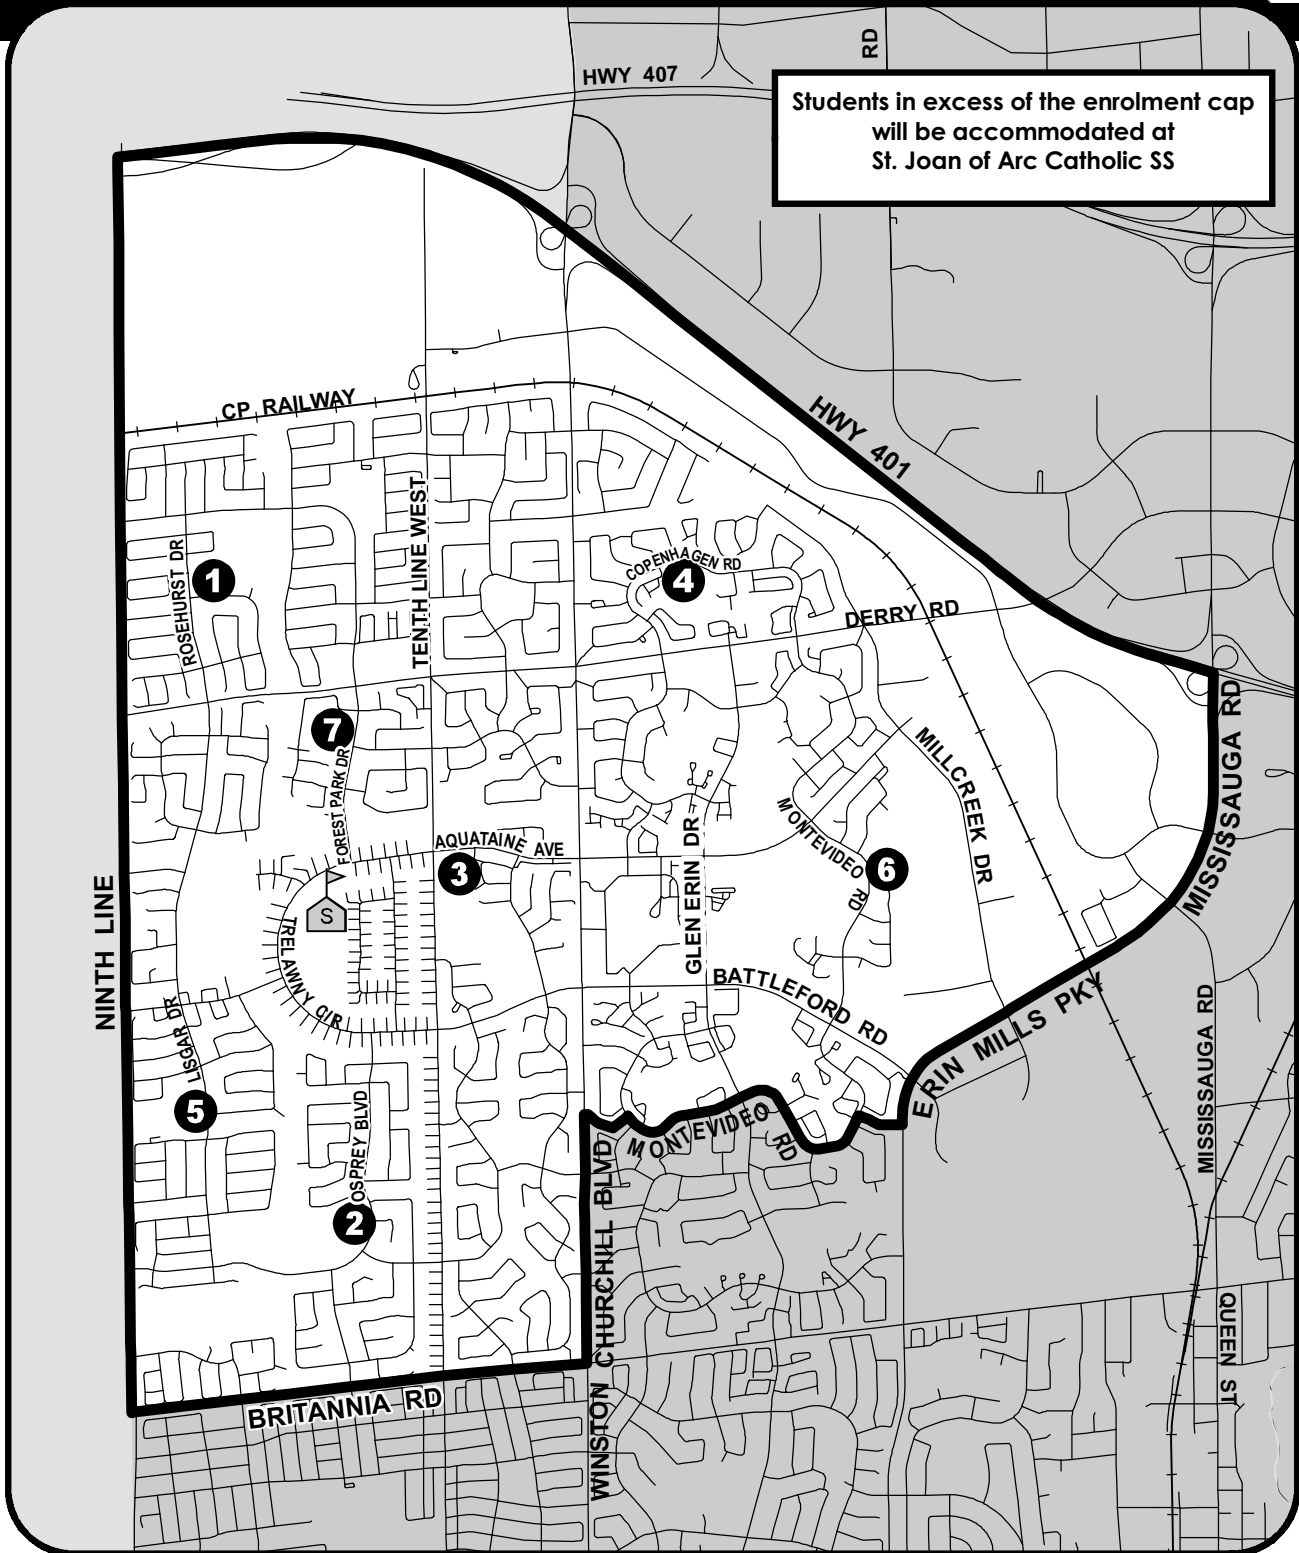 RD
HWY 407
Students in excess of the enrolment cap
will be accommodated at
St. Joan of Arc Catholic SS
CP RAILWAY
HWY 401
TENTH LINE WEST
ROSEHURST DR
1
COPENHAGEN RD
4
DERRY RD
7
FOREST PARK DR
MISSISSAUGA RD
MILLCREEK DR
MONTEVIDEO RD
AQUATAINE AVE
3
6
GLEN ERIN DR
NINTH LINE
S
TRELAWNY CIR
BATTLEFORD RD
ERIN MILLS PKY
MISSISSAUGA RD
LISGAR DR
5
OSPREY BLVD
2
MONTEVIDEO RD
WINSTON CHURCHILL BLVD
QUEEN ST
BRITANNIA RD